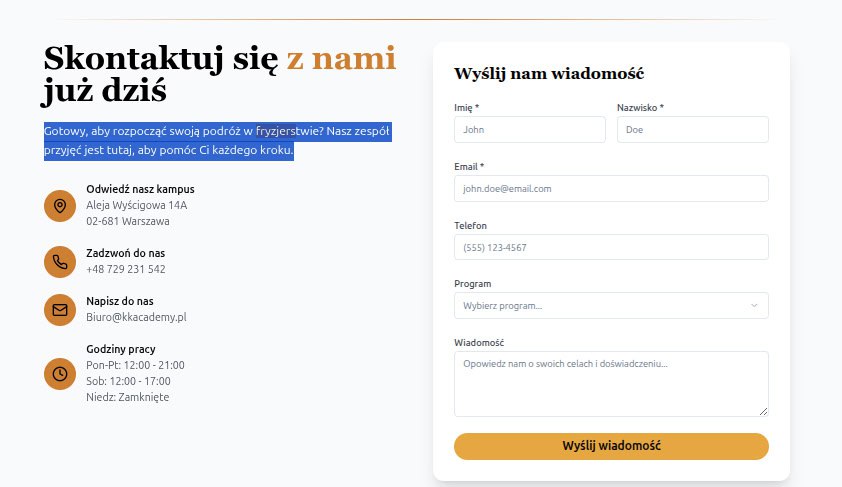 Skontaktuj się z nami
już dziś
Gotowy, aby rozpocząć swoją podróż w fryzjerstwie? Nasz zespół
przyjęć jest tutaj, aby pomóc Ci każdego kroku.
Odwiedź nasz kampus
Aleja Wyścigowa 14A
02-681 Warszawa
Zadzwoń do nas
+48 729 231 542
Napisz do nas
Biuro@kkacademy.pl
Godziny pracy
Pon-Pt: 12:00 - 21:00
Sob: 12:00 - 17:00
Niedz: Zamknięte
Wyślij nam wiadomość
Imię * Nazwisko *
John Doe
Email *
john.doe@email.com
Telefon
(555) 123-4567
Program
Wybierz program...
Wiadomość
Opowiedz nam o swoich celach i doświadczeniu...
Wyślij wiadomość